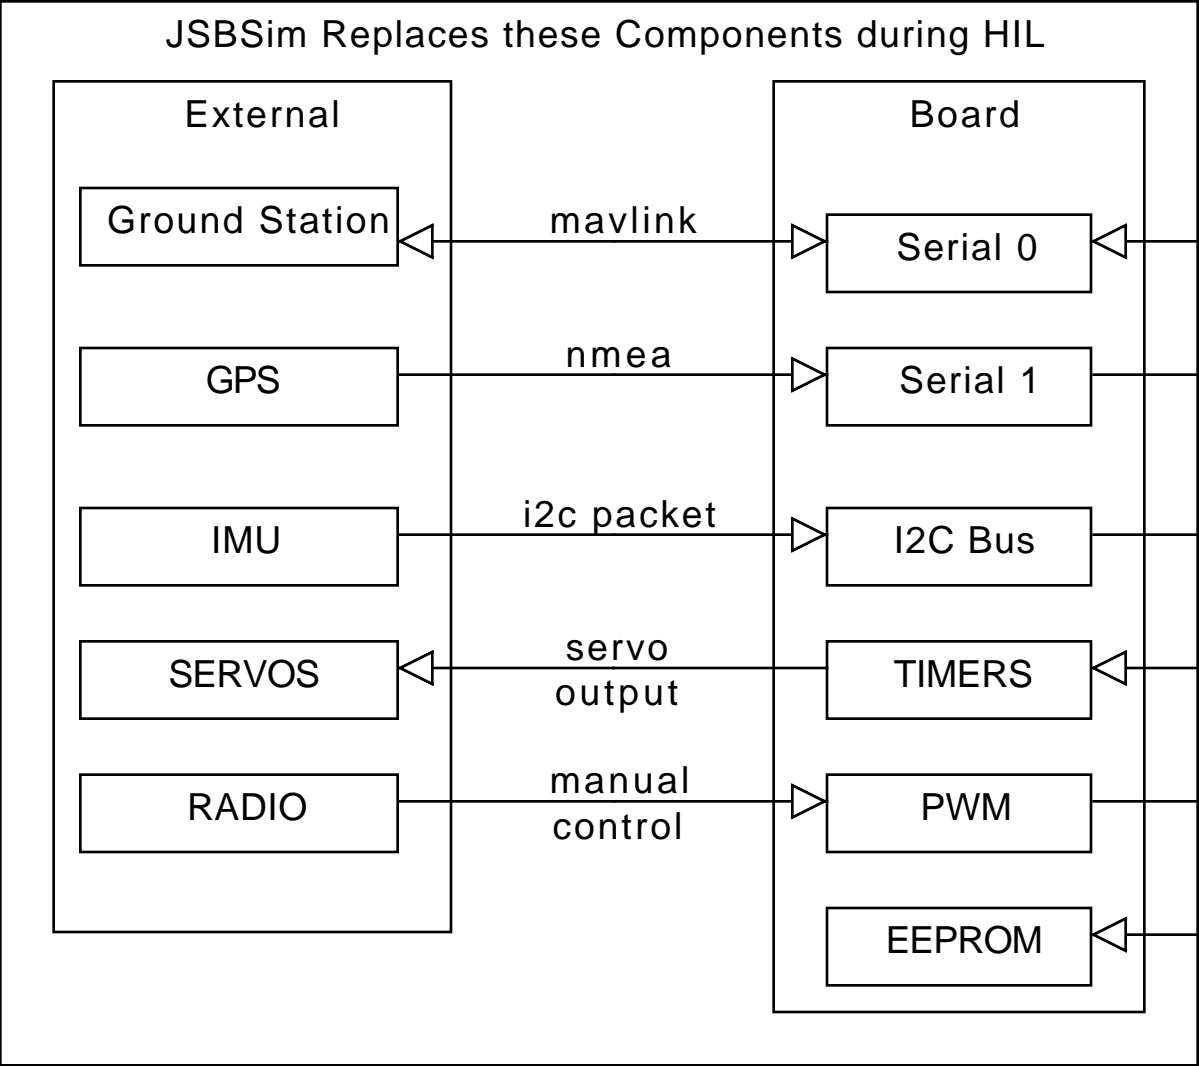 JSBSim Replaces these Components during HIL
External
Board
Ground Station
mavlink
Serial 0
GPS
nmea
Serial 1
IMU
i2c packet
I2C Bus
SERVOS
servo
output
TIMERS
RADIO
manual
control
PWM
EEPROM